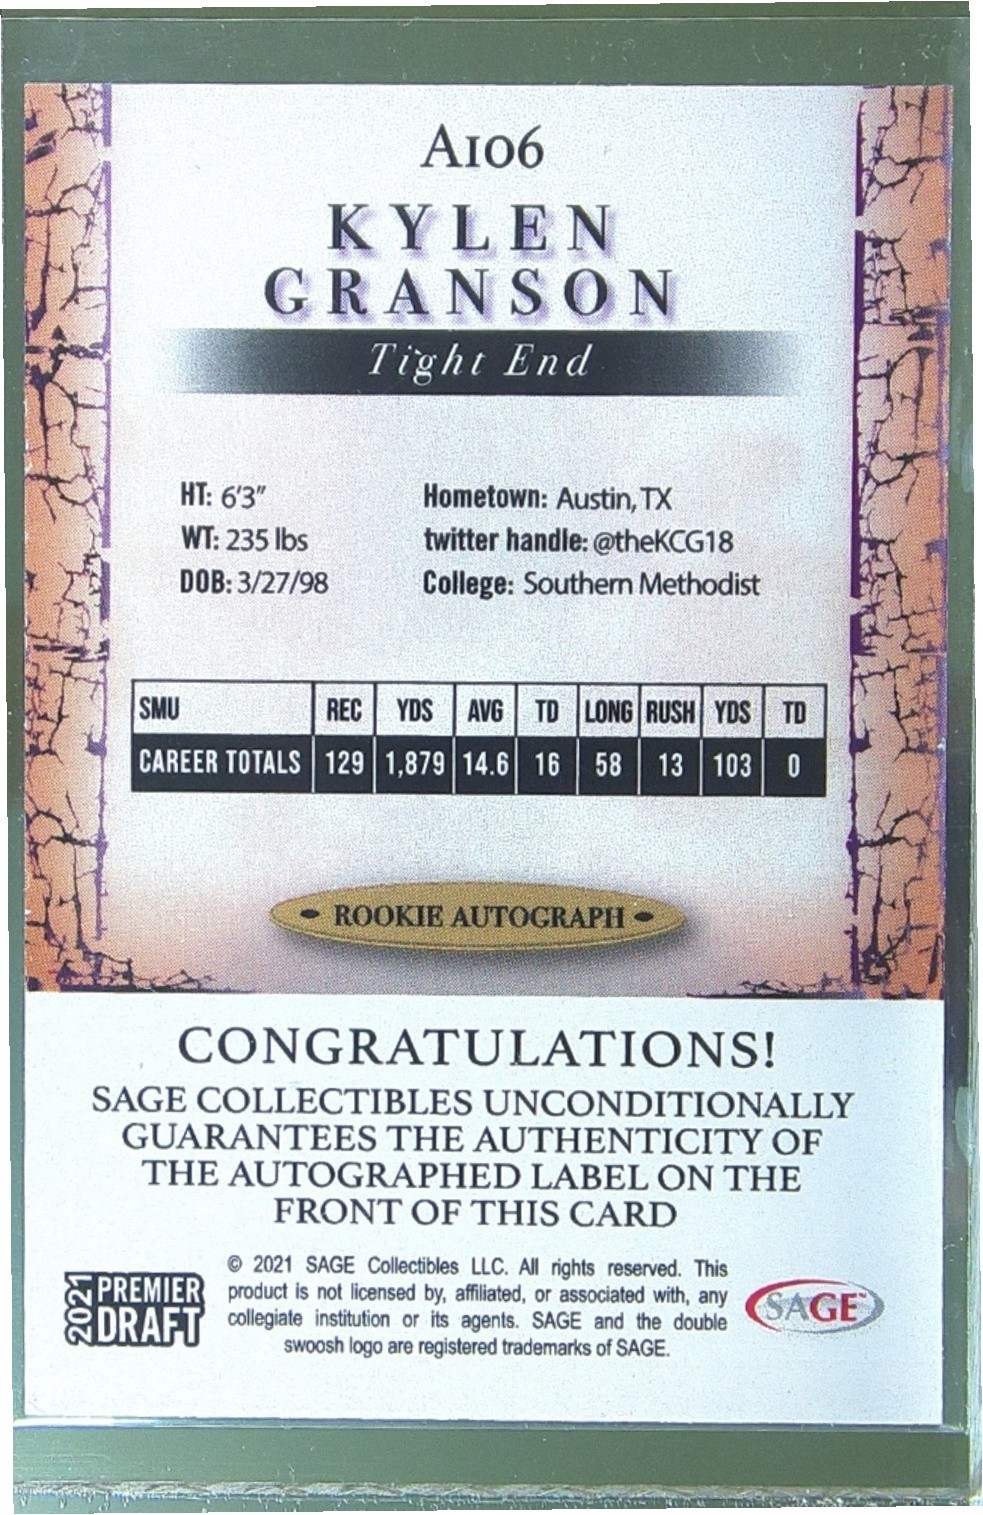 A106
KYLEN
GRANSON
Tight End
HT: 6'3" Hometown: Austin, TX
WT: 235 lbs twitter handle: @theKCG18
DOB: 3/27/98 College: Southern Methodist
SMU REC YDS AVG TD LONG RUSH YDS TD
CAREER TOTALS 129 1,879 14.6 16 58 13 103 0
• ROOKIE AUTOGRAPH •
CONGRATULATIONS!
SAGE COLLECTIBLES UNCONDITIONALLY
GUARANTEES THE AUTHENTICITY OF
THE AUTOGRAPHED LABEL ON THE
FRONT OF THIS CARD
2021 PREMIER DRAFT
© 2021 SAGE Collectibles LLC. All rights reserved. This
product is not licensed by, affiliated, or associated with, any
collegiate institution or its agents. SAGE and the double
swoosh logo are registered trademarks of SAGE.
SAGE™